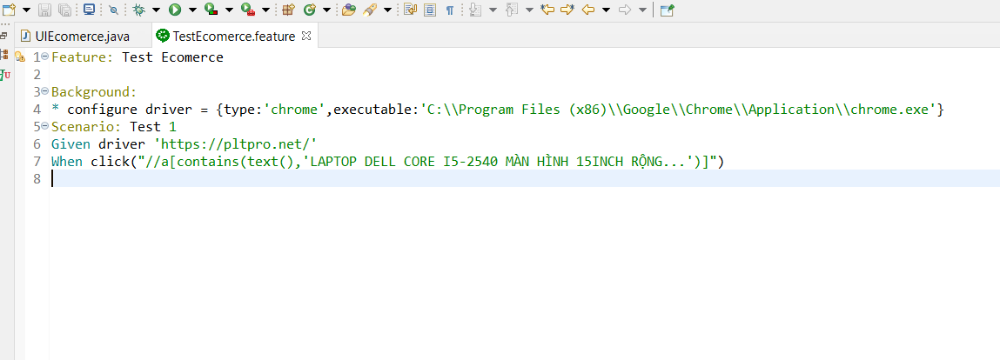 UIEcomerce.java
TestEcomerce.feature
1 Feature: Test Ecomerce
2
3 Background:
4 * configure driver = {type:'chrome',executable:'C:\\Program Files (x86)\\Google\\Chrome\\Application\\chrome.exe'}
5 Scenario: Test 1
6 Given driver 'https://pltpro.net/'
7 When click("//a[contains(text(),'LAPTOP DELL CORE I5-2540 MÀN HÌNH 15INCH RỘNG...')]")
8